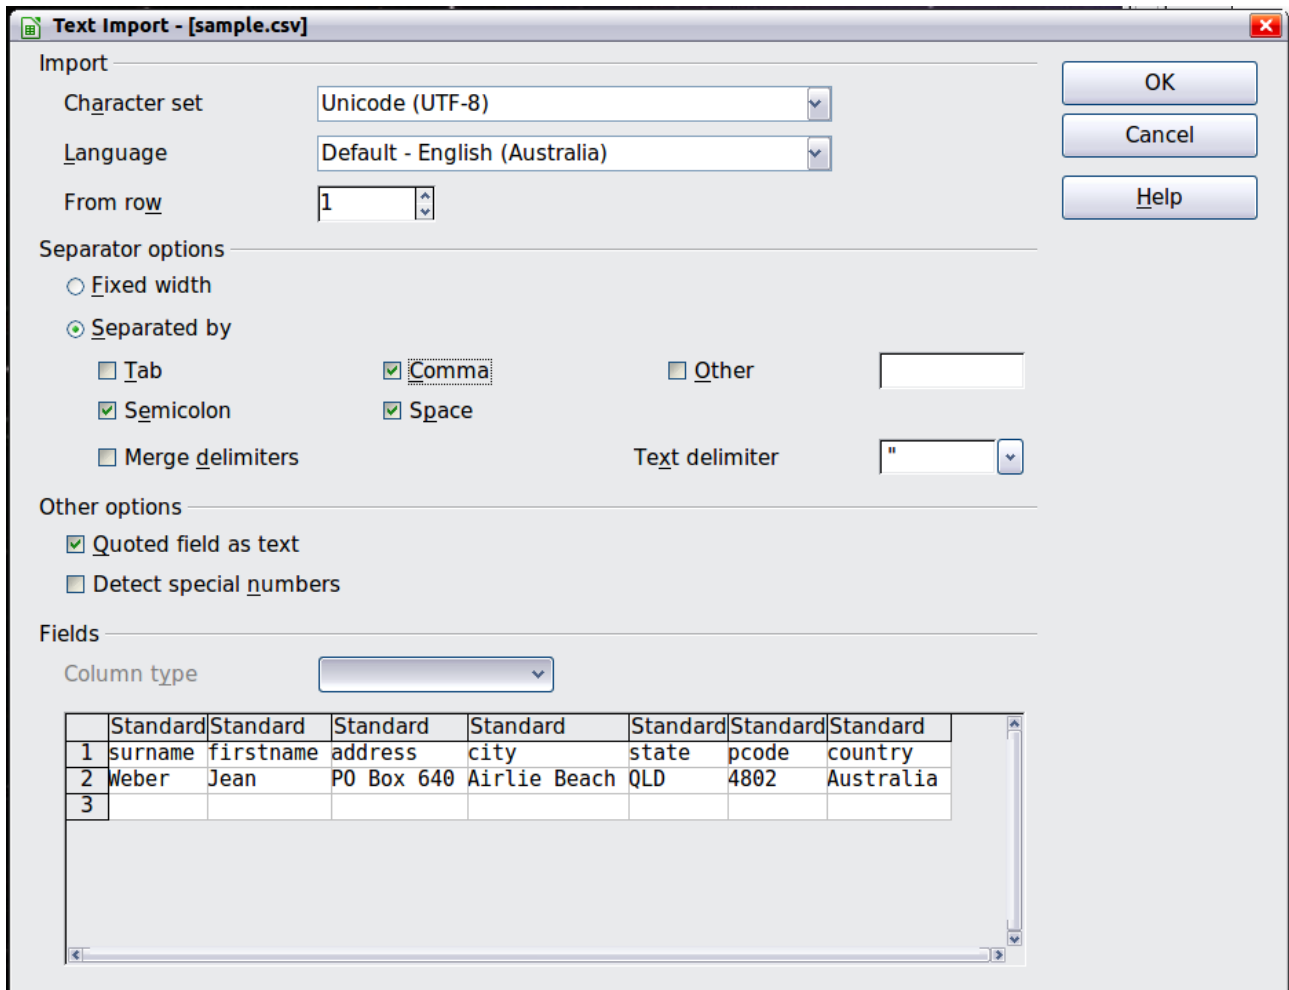 Text Import - [sample.csv]
Import
Character set Unicode (UTF-8)
OK
Cancel
Language Default - English (Australia)
From row 1
Help
Separator options
Fixed width
Separated by
Tab Comma Other
Semicolon Space
Merge delimiters Text delimiter "
Other options
Quoted field as text
Detect special numbers
Fields
Column type
Standard Standard Standard Standard Standard Standard Standard
1 surname firstname address city state pcode country
2 Weber Jean PO Box 640 Airlie Beach QLD 4802 Australia
3